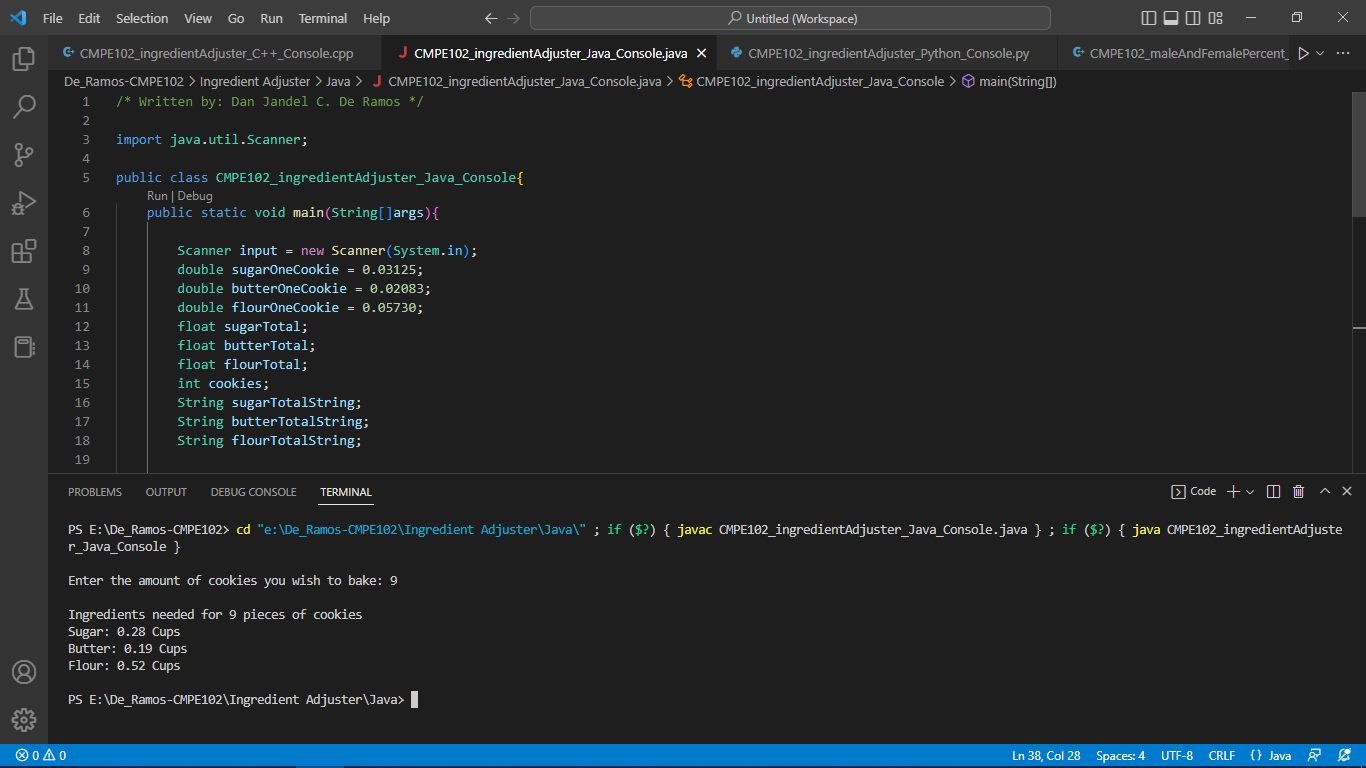 File Edit Selection View Go Run Terminal Help Untitled (Workspace)
CMPE102_ingredientAdjuster_C++_Console.cpp CMPE102_ingredientAdjuster_Java_Console.java CMPE102_ingredientAdjuster_Python_Console.py CMPE102_maleAndFemalePercent_
De_Ramos-CMPE102 > Ingredient Adjuster > Java > CMPE102_ingredientAdjuster_Java_Console.java > CMPE102_ingredientAdjuster_Java_Console > main(String[])
1 /* Written by: Dan Jandel C. De Ramos */
2
3 import java.util.Scanner;
4
5 public class CMPE102_ingredientAdjuster_Java_Console{
Run | Debug
6 public static void main(String[]args){
7
8 Scanner input = new Scanner(System.in);
9 double sugarOneCookie = 0.03125;
10 double butterOneCookie = 0.02083;
11 double flourOneCookie = 0.05730;
12 float sugarTotal;
13 float butterTotal;
14 float flourTotal;
15 int cookies;
16 String sugarTotalString;
17 String butterTotalString;
18 String flourTotalString;
19
PROBLEMS OUTPUT DEBUG CONSOLE TERMINAL Code
PS E:\De_Ramos-CMPE102> cd "e:\De_Ramos-CMPE102\Ingredient Adjuster\Java\" ; if ($?) { javac CMPE102_ingredientAdjuster_Java_Console.java } ; if ($?) { java CMPE102_ingredientAdjuste
r_Java_Console }
Enter the amount of cookies you wish to bake: 9
Ingredients needed for 9 pieces of cookies
Sugar: 0.28 Cups
Butter: 0.19 Cups
Flour: 0.52 Cups
PS E:\De_Ramos-CMPE102\Ingredient Adjuster\Java>
0 0 Ln 38, Col 28 Spaces: 4 UTF-8 CRLF {} Java